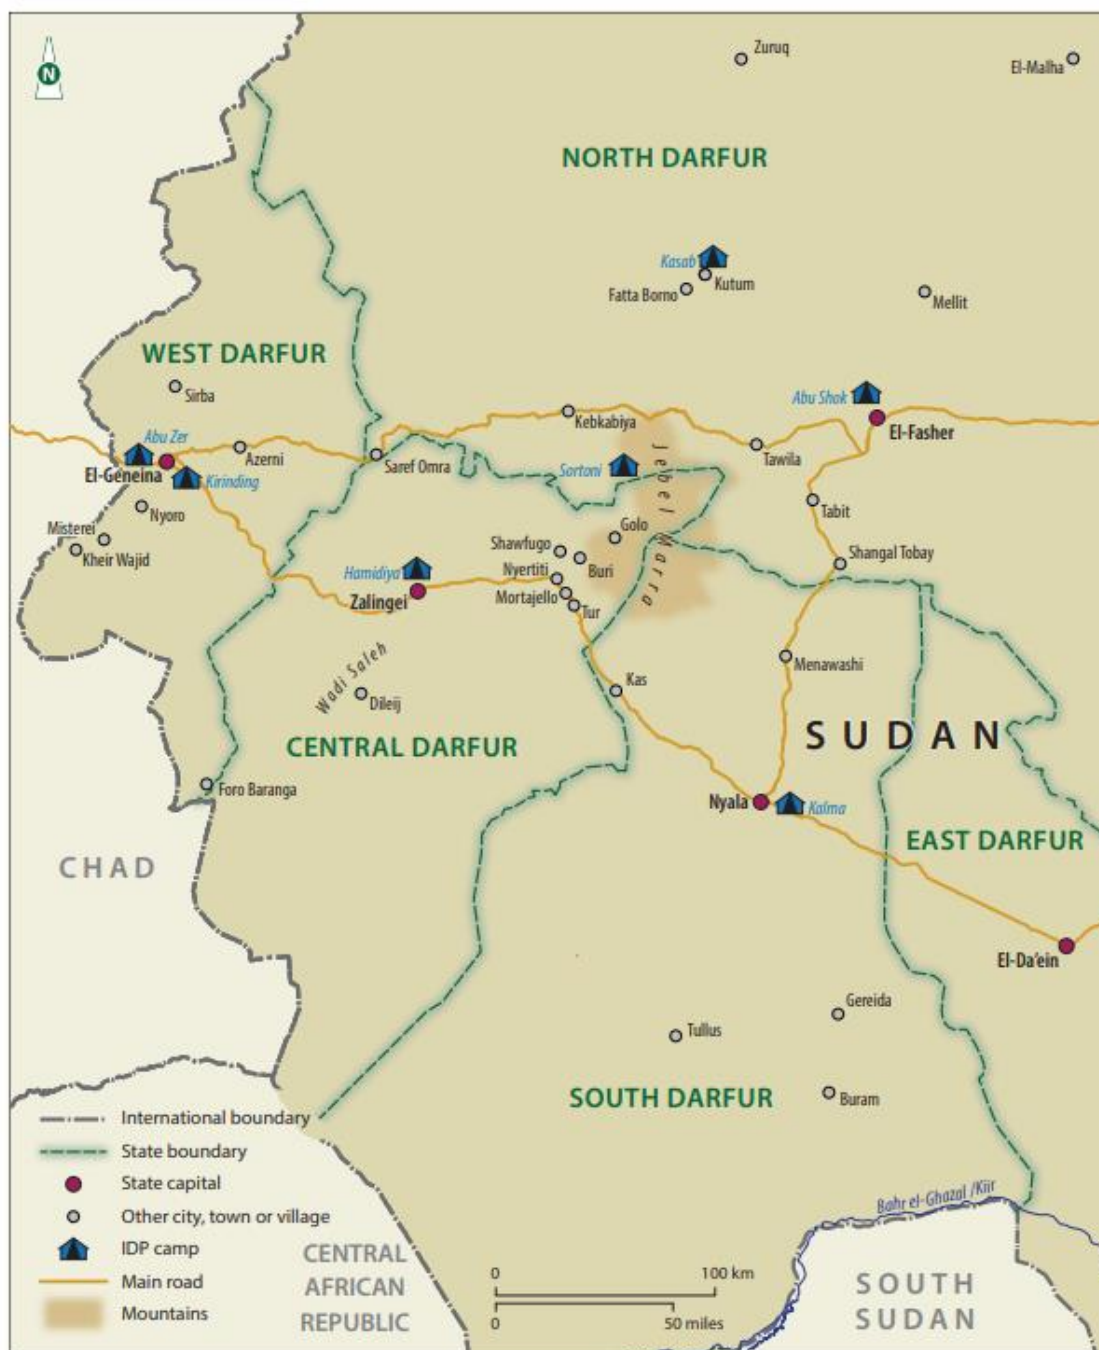 N
Zuruq
El-Malha
NORTH DARFUR
Kasab
Kutum
Fatta Borno
Mellit
WEST DARFUR
Sirba
Abu Shok
Kebkabiya
El-Fasher
Abu Zer
Azerni
Saref Omra
Sortoni
Jebel Marra
Tawila
El-Geneina
Kirinding
Nyoro
Tabit
Misterei
Kheir Wajid
Golo
Shawfugo
Buri
Shangal Tobay
Hamidiya
Nyertiti
Zalingei
Mortajello
Tur
Wadi Saleh
Dileij
Kas
Menawashi
SUDAN
CENTRAL DARFUR
Foro Baranga
Nyala
Kalma
EAST DARFUR
CHAD
El-Da'ein
Gereida
Tullus
SOUTH DARFUR
Buram
International boundary
State boundary
State capital
Other city, town or village
IDP camp
Main road
Mountains
CENTRAL
AFRICAN
REPUBLIC
Bahr el-Ghazal /Kiir
0 100 km
0 50 miles
SOUTH
SUDAN